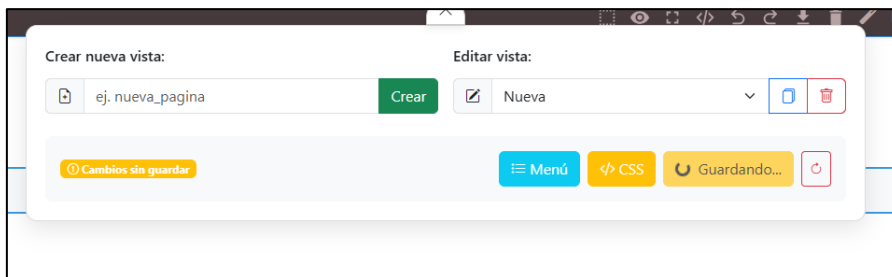 Crear nueva vista:
Editar vista:
ej. nueva_pagina
Crear
Nueva
Cambios sin guardar
Menú
</> CSS
Guardando...